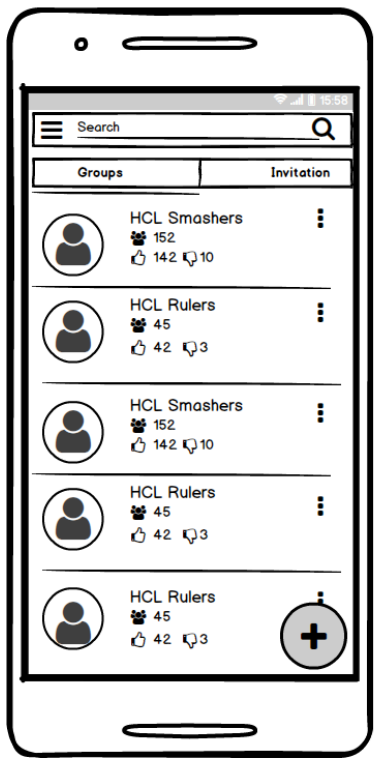 15:58
Search
Groups Invitation
HCL Smashers
152
142 10
HCL Rulers
45
42 3
HCL Smashers
152
142 10
HCL Rulers
45
42 3
HCL Rulers
45
42 3